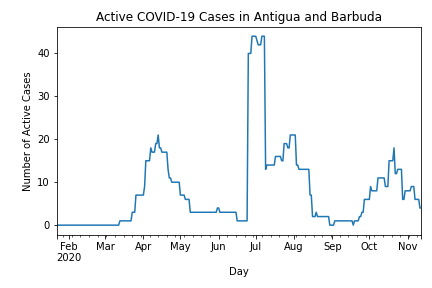 Active COVID-19 Cases in Antigua and Barbuda
Number of Active Cases
40
30
20
10
0
Feb Mar Apr May Jun Jul Aug Sep Oct Nov
2020
Day